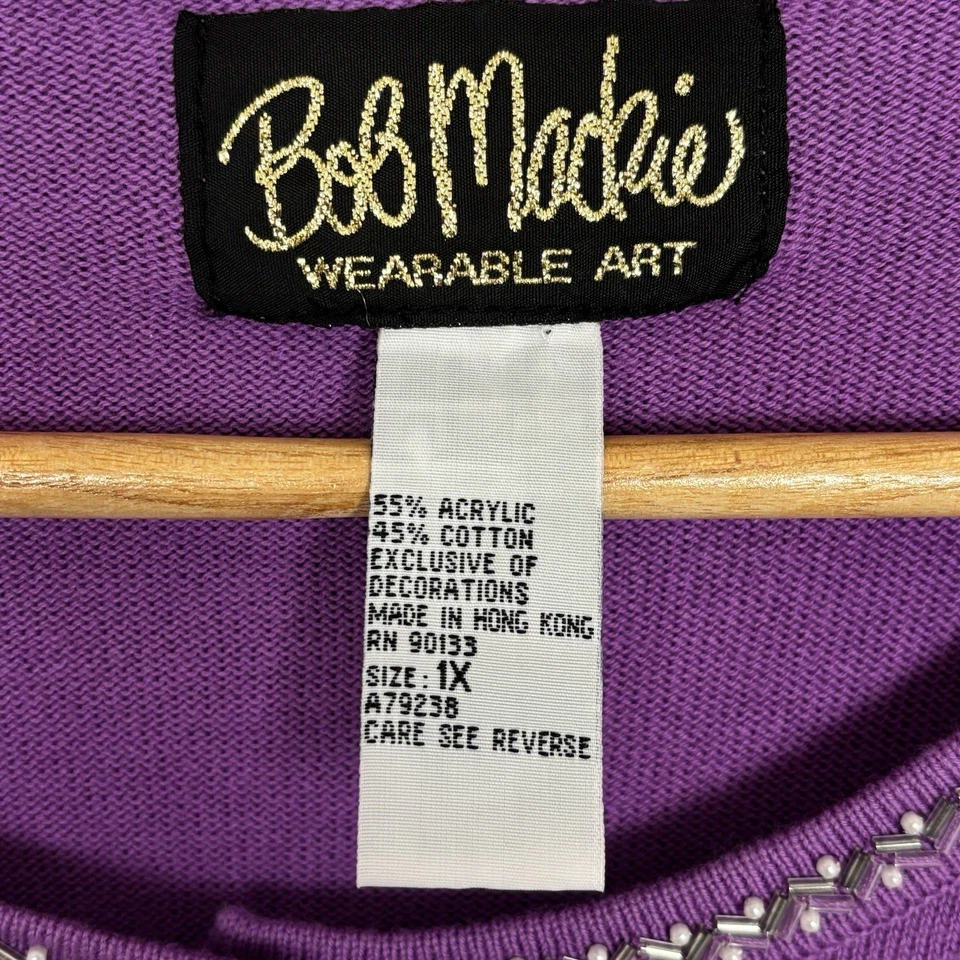 Bob Mackie
WEARABLE ART
55% ACRYLIC
45% COTTON
EXCLUSIVE OF
DECORATIONS
MADE IN HONG KONG
RN 90133
SIZE: 1X
A79238
CARE SEE REVERSE